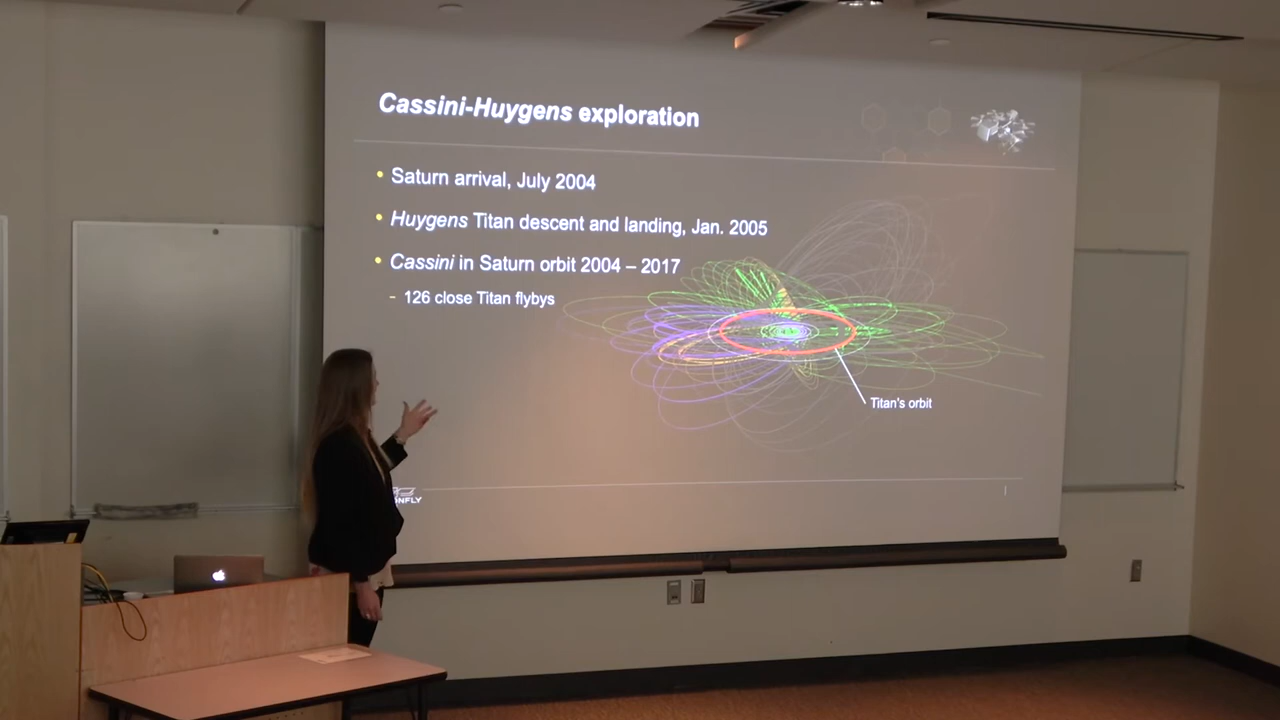 Cassini-Huygens exploration
• Saturn arrival, July 2004
• Huygens Titan descent and landing, Jan. 2005
• Cassini in Saturn orbit 2004 – 2017
- 126 close Titan flybys
Titan's orbit
NFLY